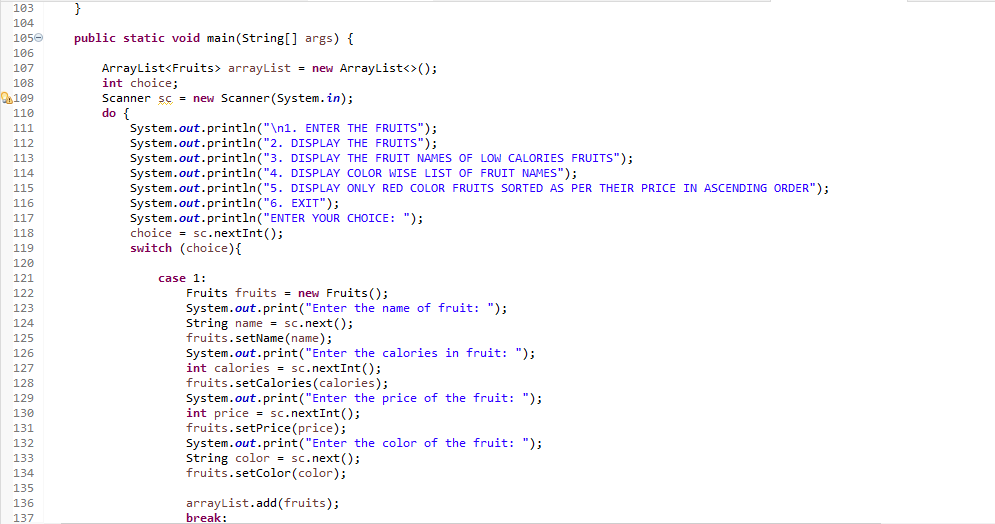 103 }
104
105 public static void main(String[] args) {
106
107 ArrayList<Fruits> arrayList = new ArrayList<>();
108 int choice;
109 Scanner sc = new Scanner(System.in);
110 do {
111 System.out.println("\n1. ENTER THE FRUITS");
112 System.out.println("2. DISPLAY THE FRUITS");
113 System.out.println("3. DISPLAY THE FRUIT NAMES OF LOW CALORIES FRUITS");
114 System.out.println("4. DISPLAY COLOR WISE LIST OF FRUIT NAMES");
115 System.out.println("5. DISPLAY ONLY RED COLOR FRUITS SORTED AS PER THEIR PRICE IN ASCENDING ORDER");
116 System.out.println("6. EXIT");
117 System.out.println("ENTER YOUR CHOICE: ");
118 choice = sc.nextInt();
119 switch (choice){
120
121 case 1:
122 Fruits fruits = new Fruits();
123 System.out.print("Enter the name of fruit: ");
124 String name = sc.next();
125 fruits.setName(name);
126 System.out.print("Enter the calories in fruit: ");
127 int calories = sc.nextInt();
128 fruits.setCalories(calories);
129 System.out.print("Enter the price of the fruit: ");
130 int price = sc.nextInt();
131 fruits.setPrice(price);
132 System.out.print("Enter the color of the fruit: ");
133 String color = sc.next();
134 fruits.setColor(color);
135
136 arrayList.add(fruits);
137 break;